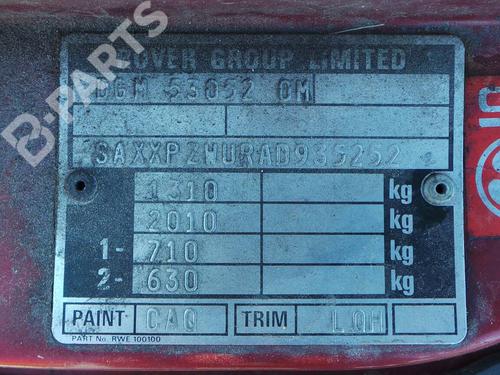 ROVER GROUP LIMITED
DGM 53052 OM
SAXXPZWURAD935252
1310 kg
2010 kg
1- 710 kg
2- 630 kg
PAINT CAQ TRIM LQH
PART No. RWE 100100
B-PARTS